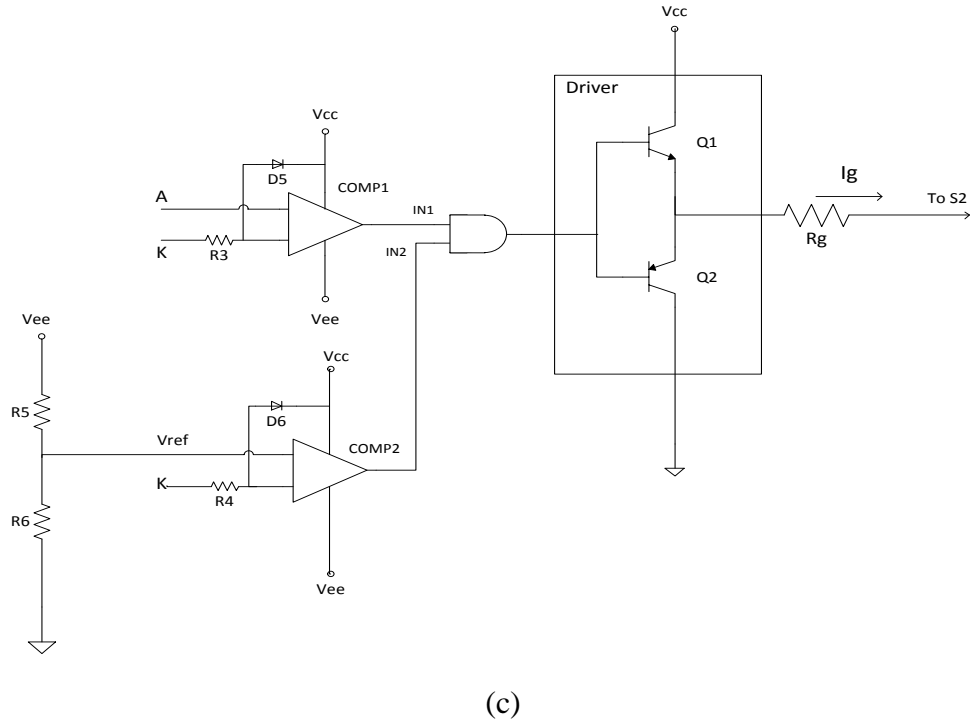 Vcc
Driver
Q1
Q2
Ig
Rg
To S2
Vcc
D5
COMP1
A
K
R3
Vee
IN1
IN2
Vee
R5
R6
Vref
Vcc
D6
COMP2
K
R4
Vee
(c)